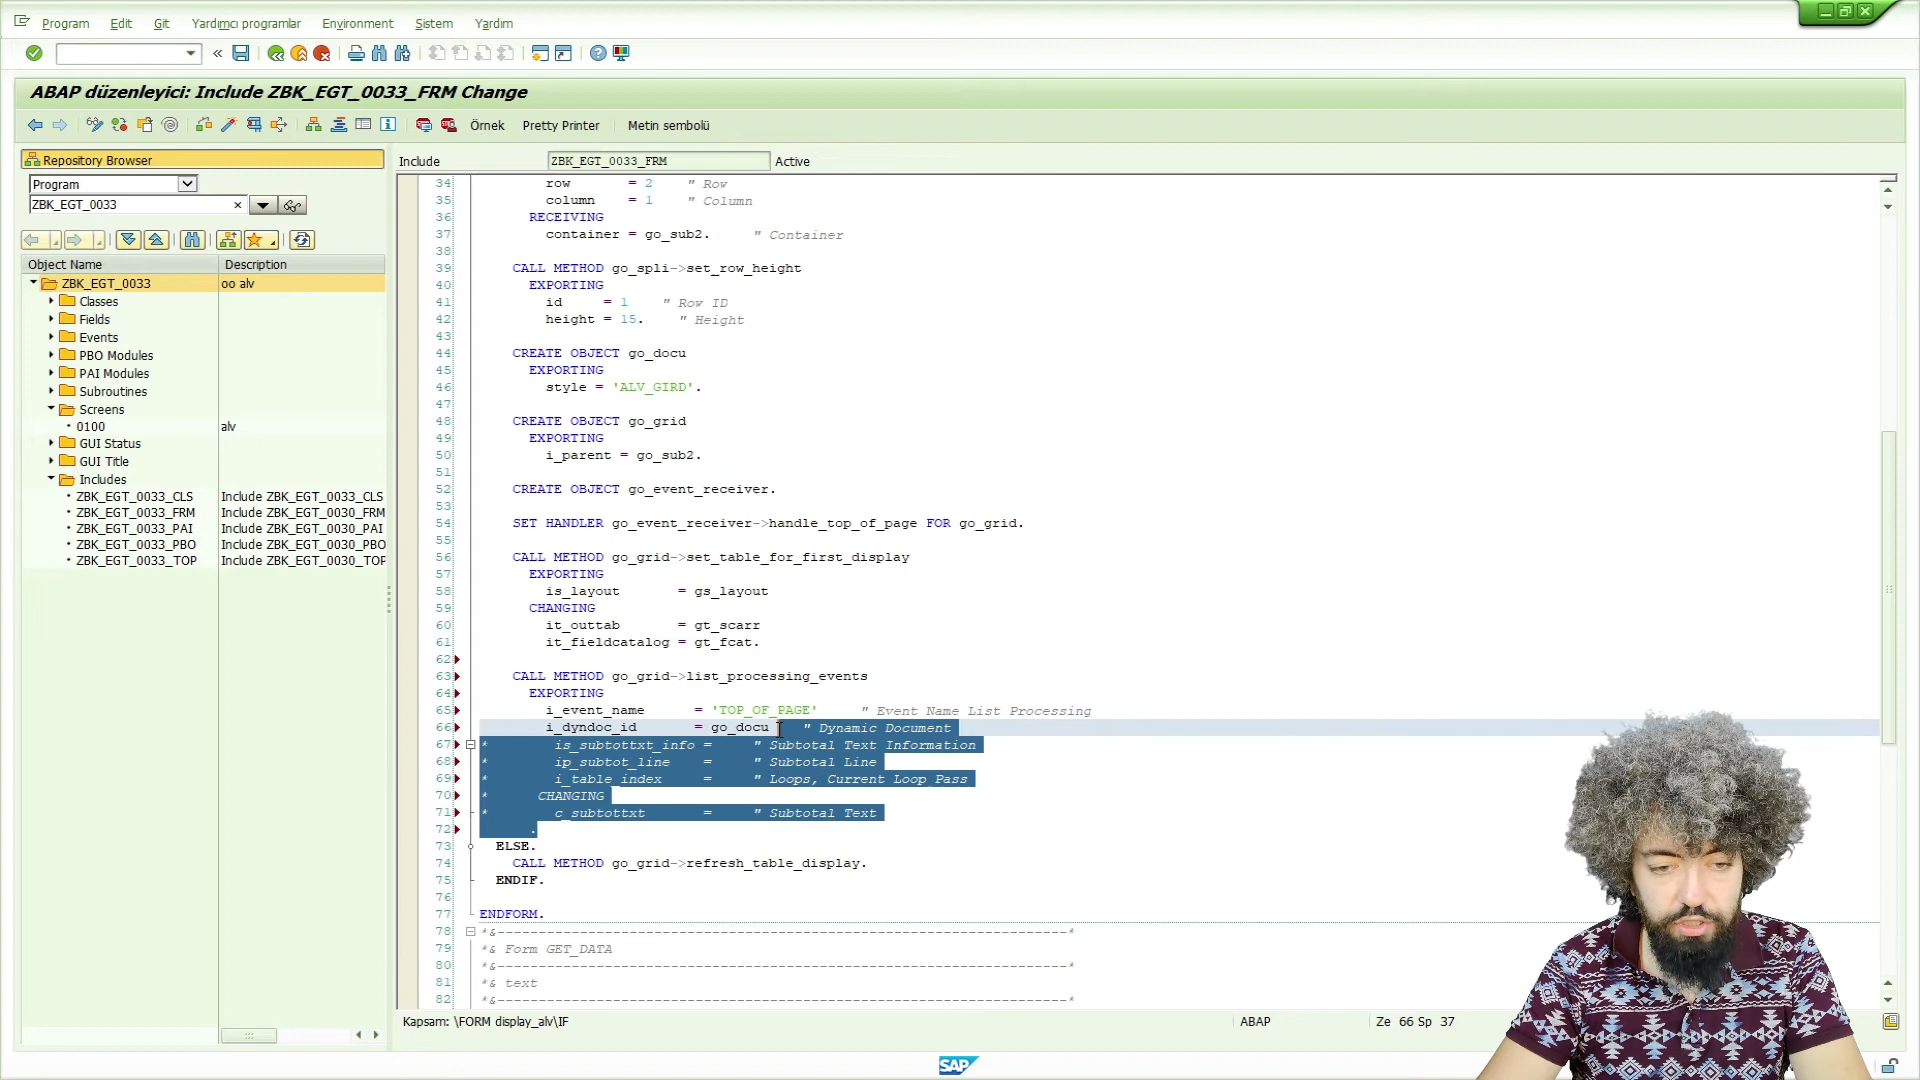 Program Edit Git Yardımcı programlar Environment Sistem Yardım
ABAP düzenleyici: Include ZBK_EGT_0033_FRM Change
Örnek Pretty Printer Metin sembolü
Repository Browser
Program
ZBK_EGT_0033
Object Name Description
ZBK_EGT_0033 oo alv
Classes
Fields
Events
PBO Modules
PAI Modules
Subroutines
Screens
0100 alv
GUI Status
GUI Title
Includes
ZBK_EGT_0033_CLS Include ZBK_EGT_0033_CLS
ZBK_EGT_0033_FRM Include ZBK_EGT_0030_FRM
ZBK_EGT_0033_PAI Include ZBK_EGT_0030_PAI
ZBK_EGT_0033_PBO Include ZBK_EGT_0030_PBO
ZBK_EGT_0033_TOP Include ZBK_EGT_0030_TOP
Include ZBK_EGT_0033_FRM Active
34 row = 2 " Row
35 column = 1 " Column
36 RECEIVING
37 container = go_sub2. " Container
38
39 CALL METHOD go_spli->set_row_height
40 EXPORTING
41 id = 1 " Row ID
42 height = 15. " Height
43
44 CREATE OBJECT go_docu
45 EXPORTING
46 style = 'ALV_GIRD'.
47
48 CREATE OBJECT go_grid
49 EXPORTING
50 i_parent = go_sub2.
51
52 CREATE OBJECT go_event_receiver.
53
54 SET HANDLER go_event_receiver->handle_top_of_page FOR go_grid.
55
56 CALL METHOD go_grid->set_table_for_first_display
57 EXPORTING
58 is_layout = gs_layout
59 CHANGING
60 it_outtab = gt_scarr
61 it_fieldcatalog = gt_fcat.
62
63 CALL METHOD go_grid->list_processing_events
64 EXPORTING
65 i_event_name = 'TOP_OF_PAGE' " Event Name List Processing
66 i_dyndoc_id = go_docu " Dynamic Document
67 * is_subtottxt_info = " Subtotal Text Information
68 * ip_subtot_line = " Subtotal Line
69 * i_table_index = " Loops, Current Loop Pass
70 * CHANGING
71 * c_subtottxt = " Subtotal Text
72 .
73 ELSE.
74 CALL METHOD go_grid->refresh_table_display.
75 ENDIF.
76
77 ENDFORM.
78 *&---------------------------------------------------------------------*
79 *& Form GET_DATA
80 *&---------------------------------------------------------------------*
81 *& text
82 *&---------------------------------------------------------------------*
Kapsam: \FORM display_alv\IF ABAP Ze 66 Sp 37
SAP